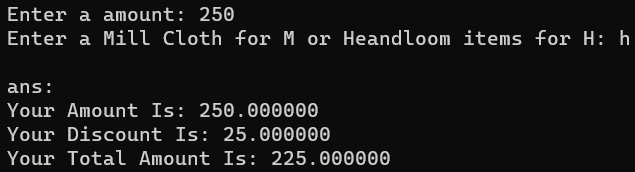 Enter a amount: 250
Enter a Mill Cloth for M or Heandloom items for H: h
ans:
Your Amount Is: 250.000000
Your Discount Is: 25.000000
Your Total Amount Is: 225.000000